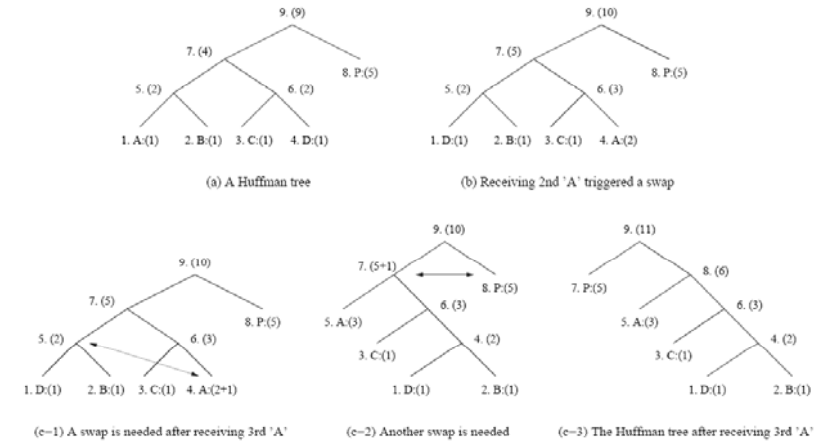 9. (9)
7. (4)
8. P:(5)
5. (2)
6. (2)
1. A:(1) 2. B:(1) 3. C:(1) 4. D:(1)
(a) A Huffman tree
9. (10)
7. (5)
8. P:(5)
5. (2)
6. (3)
1. D:(1) 2. B:(1) 3. C:(1) 4. A:(2)
(b) Receiving 2nd 'A' triggered a swap
9. (10)
7. (5)
8. P:(5)
5. (2)
6. (3)
1. D:(1) 2. B:(1) 3. C:(1) 4. A:(2+1)
(c-1) A swap is needed after receiving 3rd 'A'
9. (10)
7. (5+1)
8. P:(5)
5. A:(3)
6. (3)
3. C:(1)
4. (2)
1. D:(1) 2. B:(1)
(c-2) Another swap is needed
9. (11)
7. P:(5)
8. (6)
5. A:(3)
6. (3)
3. C:(1)
4. (2)
1. D:(1) 2. B:(1)
(c-3) The Huffman tree after receiving 3rd 'A'